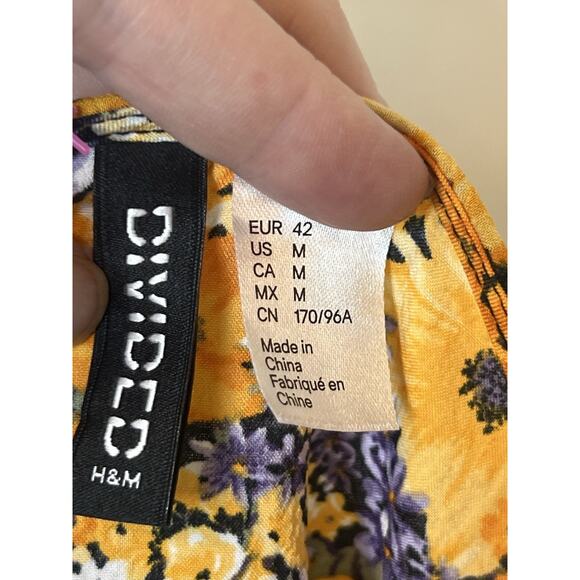 DIVIDED
H&M
EUR 42
US M
CA M
MX M
CN 170/96A
Made in
China
Fabriqué en
Chine